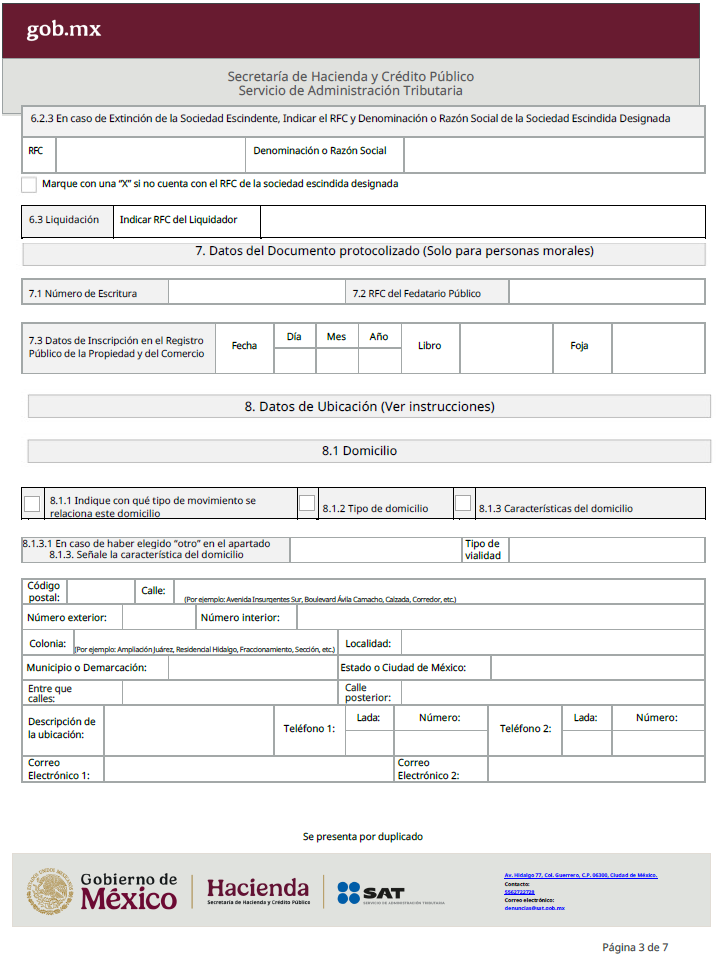 gob.mx
Secretaría de Hacienda y Crédito Público
Servicio de Administración Tributaria
6.2.3 En caso de Extinción de la Sociedad Escindente, Indicar el RFC y Denominación o Razón Social de la Sociedad Escindida Designada
RFC
Denominación o Razón Social
Marque con una “X” si no cuenta con el RFC de la sociedad escindida designada
6.3 Liquidación
Indicar RFC del Liquidador
7. Datos del Documento protocolizado (Solo para personas morales)
7.1 Número de Escritura
7.2 RFC del Fedatario Público
7.3 Datos de Inscripción en el Registro
Público de la Propiedad y del Comercio
Fecha
Día
Mes
Año
Libro
Foja
8. Datos de Ubicación (Ver instrucciones)
8.1 Domicilio
8.1.1 Indique con qué tipo de movimiento se
relaciona este domicilio
8.1.2 Tipo de domicilio
8.1.3 Características del domicilio
8.1.3.1 En caso de haber elegido “otro” en el apartado
8.1.3. Señale la característica del domicilio
Tipo de
vialidad
Código
postal:
Calle:
(Por ejemplo: Avenida Insurgentes Sur, Boulevard Ávila Camacho, Calzada, Corredor, etc.)
Número exterior:
Número interior:
Colonia:
(Por ejemplo: Ampliación Juárez, Residencial Hidalgo, Fraccionamiento, Sección, etc.)
Localidad:
Municipio o Demarcación:
Estado o Ciudad de México:
Entre que
calles:
Calle
posterior:
Descripción de
la ubicación:
Teléfono 1:
Lada:
Número:
Teléfono 2:
Lada:
Número:
Correo
Electrónico 1:
Correo
Electrónico 2:
Se presenta por duplicado
Gobierno de
México
Hacienda
Secretaría de Hacienda y Crédito Público
SAT
SERVICIO DE ADMINISTRACIÓN TRIBUTARIA
Av. Hidalgo 77, Col. Guerrero, C.P. 06300, Ciudad de México.
Contacto:
5562722728
Correo electrónico:
denuncias@sat.gob.mx
Página 3 de 7